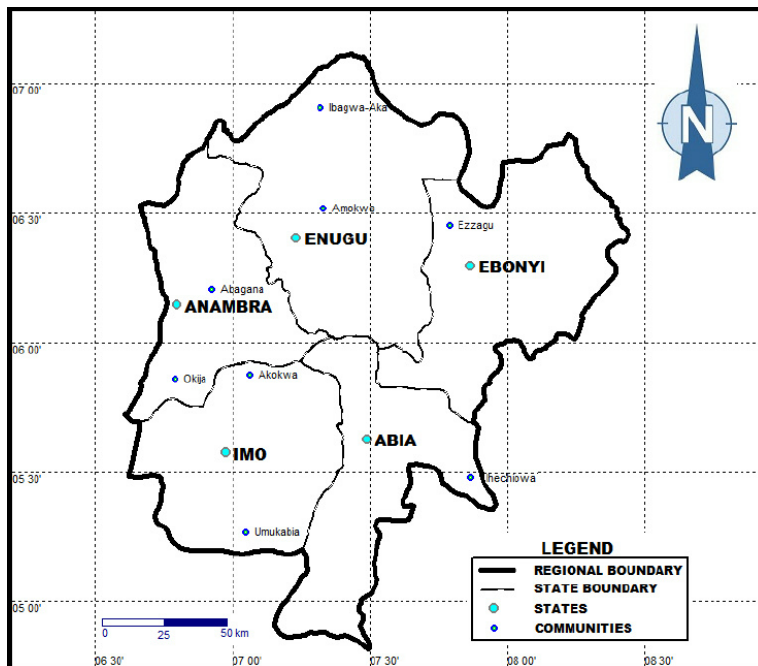 07 00'
Ibagwa-Aka
N
06 30'
Amokwe
Ezzagu
ENUGU
EBONYI
Abagana
ANAMBRA
06 00'
Okija
Akokwa
ABIA
IMO
05 30'
Umukabia
LEGEND
REGIONAL BOUNDARY
STATE BOUNDARY
STATES
COMMUNITIES
05 00'
0 25 50 km
06 30' 07 00' 07 30' 08 00' 08 30'